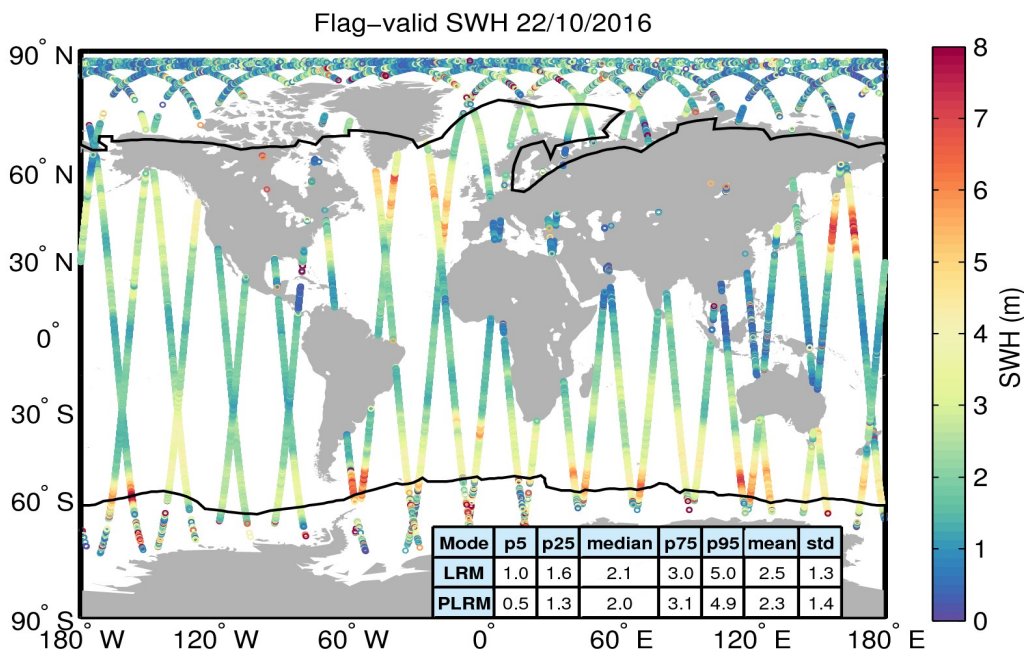 Flag−valid SWH 22/10/2016
90° N
60° N
30° N
0°
30° S
60° S
90° S
180° W
120° W
60° W
0°
60° E
120° E
180° E
Mode p5 p25 median p75 p95 mean std
LRM 1.0 1.6 2.1 3.0 5.0 2.5 1.3
PLRM 0.5 1.3 2.0 3.1 4.9 2.3 1.4
8
7
6
5
4
3
2
1
0
SWH (m)